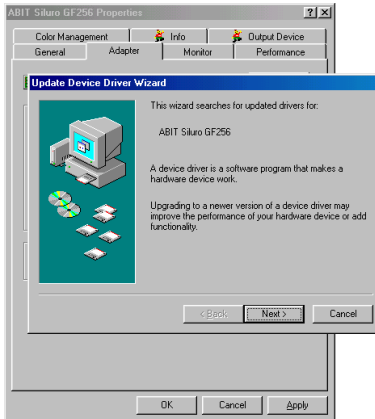 ABIT Siluro GF256 Properties
Color Management
Info
Output Device
General
Adapter
Monitor
Performance
Update Device Driver Wizard
This wizard searches for updated drivers for:
ABIT Siluro GF256
A device driver is a software program that makes a
hardware device work.
Upgrading to a newer version of a device driver may
improve the performance of your hardware device or add
functionality.
< Back
Next >
Cancel
OK
Cancel
Apply